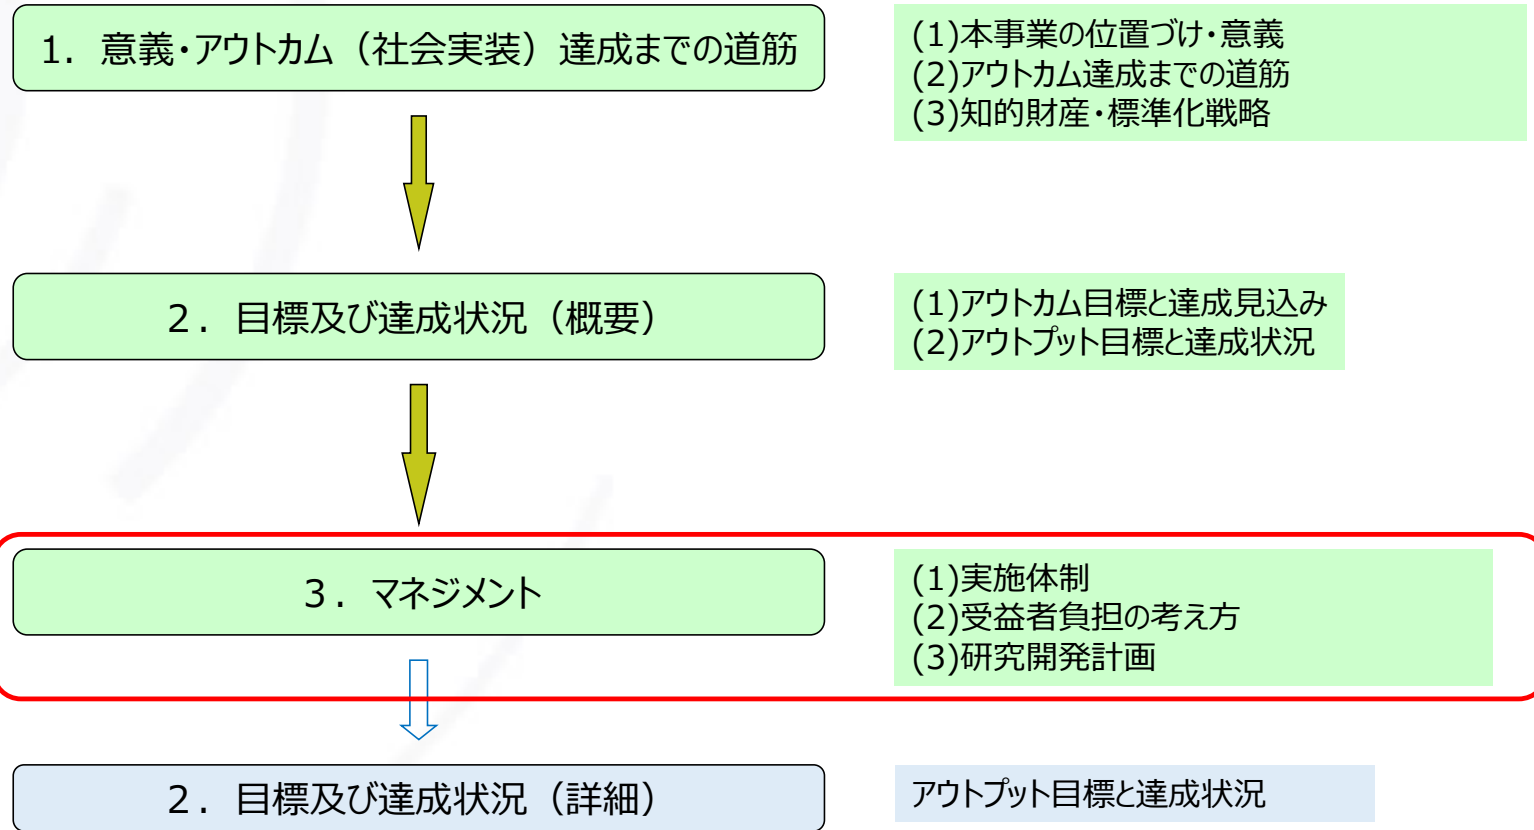 1. 意義・アウトカム（社会実装）達成までの道筋
(1)本事業の位置づけ・意義
(2)アウトカム達成までの道筋
(3)知的財産・標準化戦略
２．目標及び達成状況（概要）
(1)アウトカム目標と達成見込み
(2)アウトプット目標と達成状況
３．マネジメント
(1)実施体制
(2)受益者負担の考え方
(3)研究開発計画
２．目標及び達成状況（詳細）
アウトプット目標と達成状況